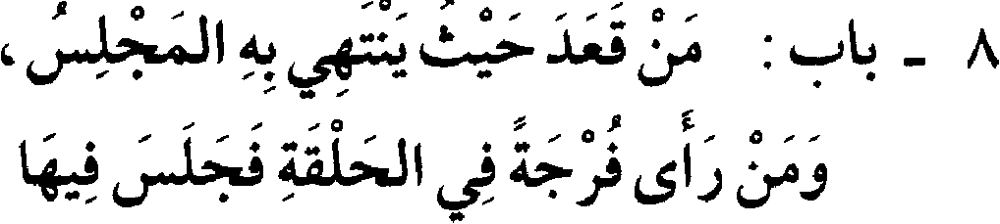 ٨ ـ باب : مَنْ قَعَدَ حَيْثُ يَنْتَهِي بِهِ المَجْلِسُ،
وَمَنْ رَأَى فُرْجَةً فِي الحَلْقَةِ فَجَلَسَ فِيهَا